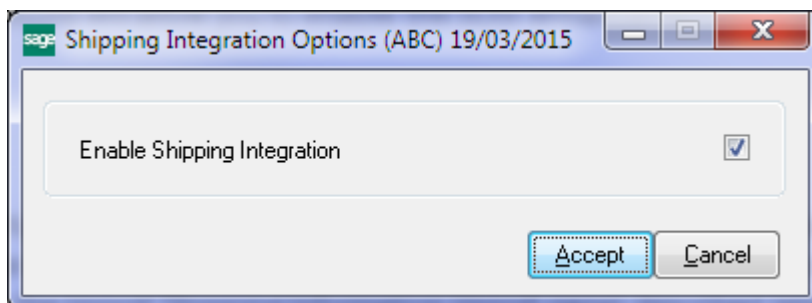 sage Shipping Integration Options (ABC) 19/03/2015
Enable Shipping Integration
Accept Cancel